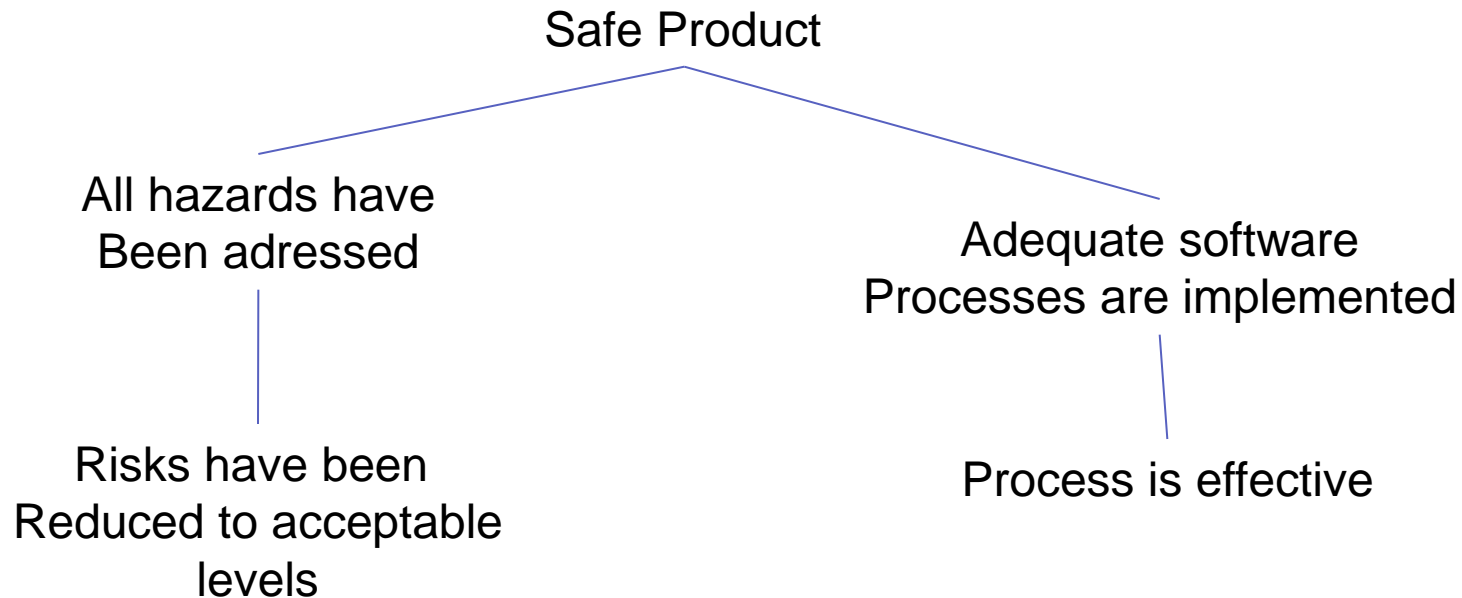 Safe Product
All hazards have
Been adressed
Adequate software
Processes are implemented
Risks have been
Reduced to acceptable
levels
Process is effective